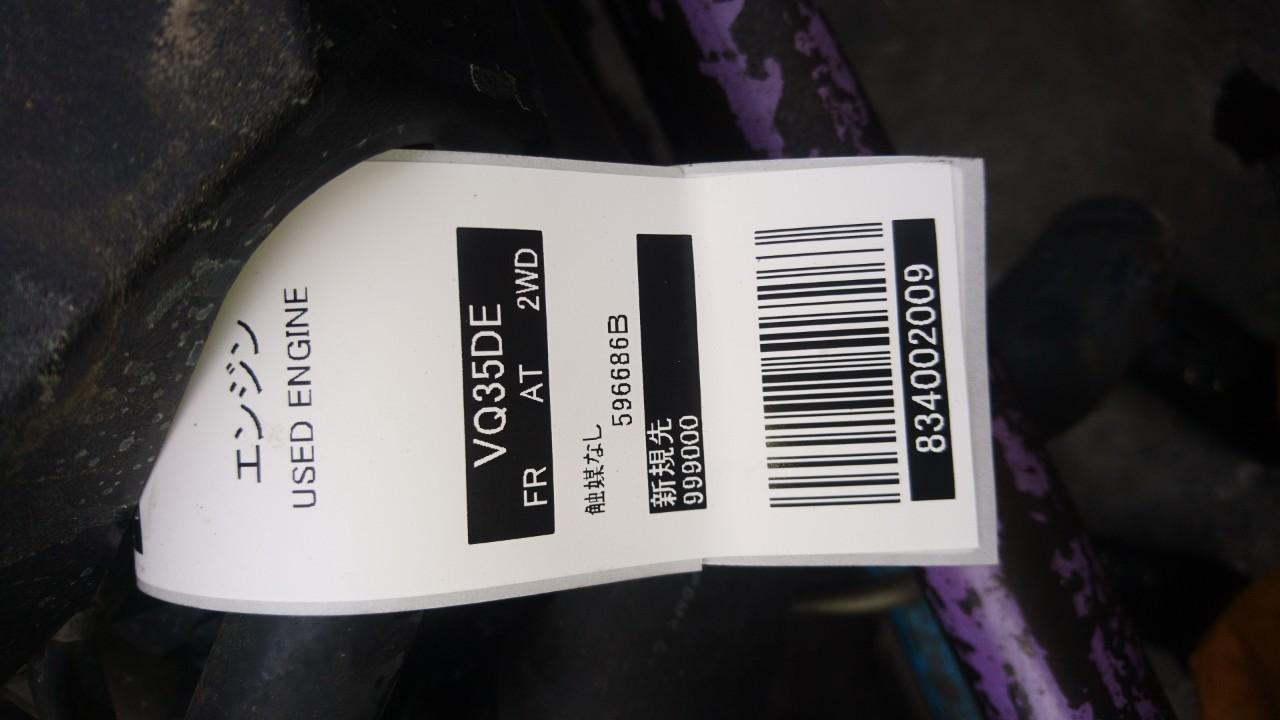 エンジン
USED ENGINE
VQ35DE
FR AT 2WD
触媒なし
596686B
新規先
999000
834002009